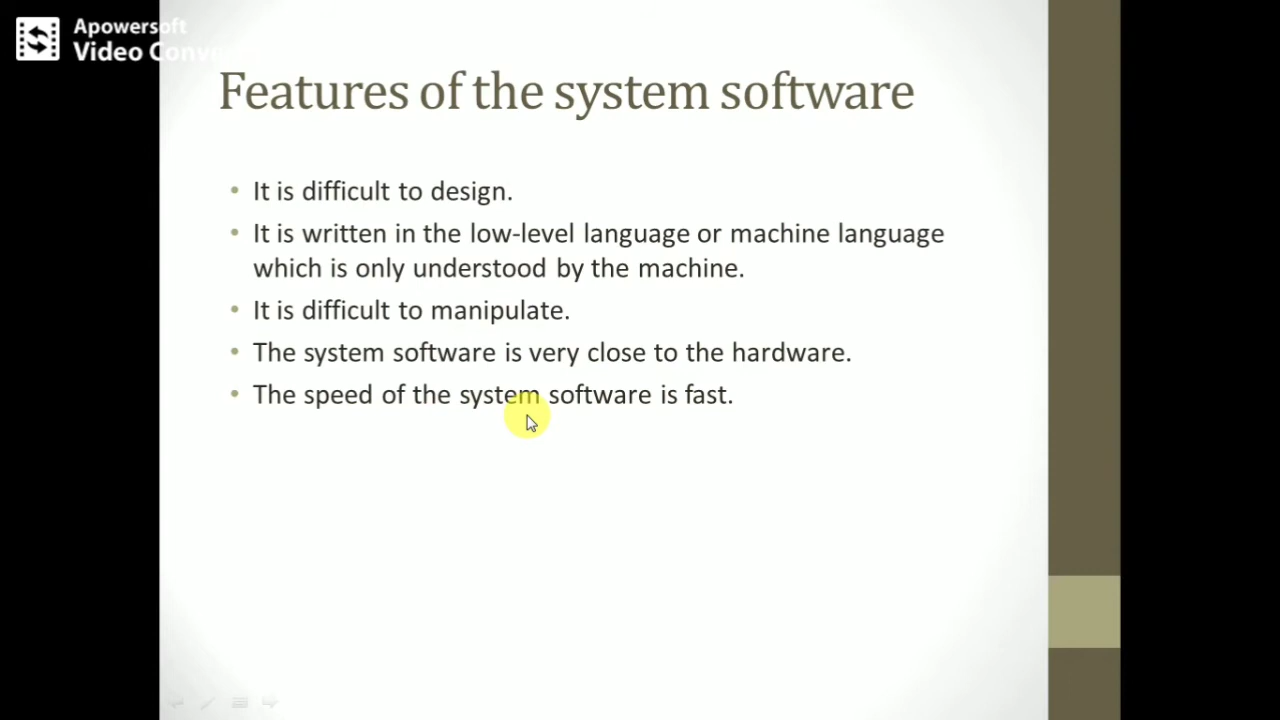 Apowersoft
Video Conv
Features of the system software
• It is difficult to design.
• It is written in the low-level language or machine language
which is only understood by the machine.
• It is difficult to manipulate.
• The system software is very close to the hardware.
• The speed of the system software is fast.